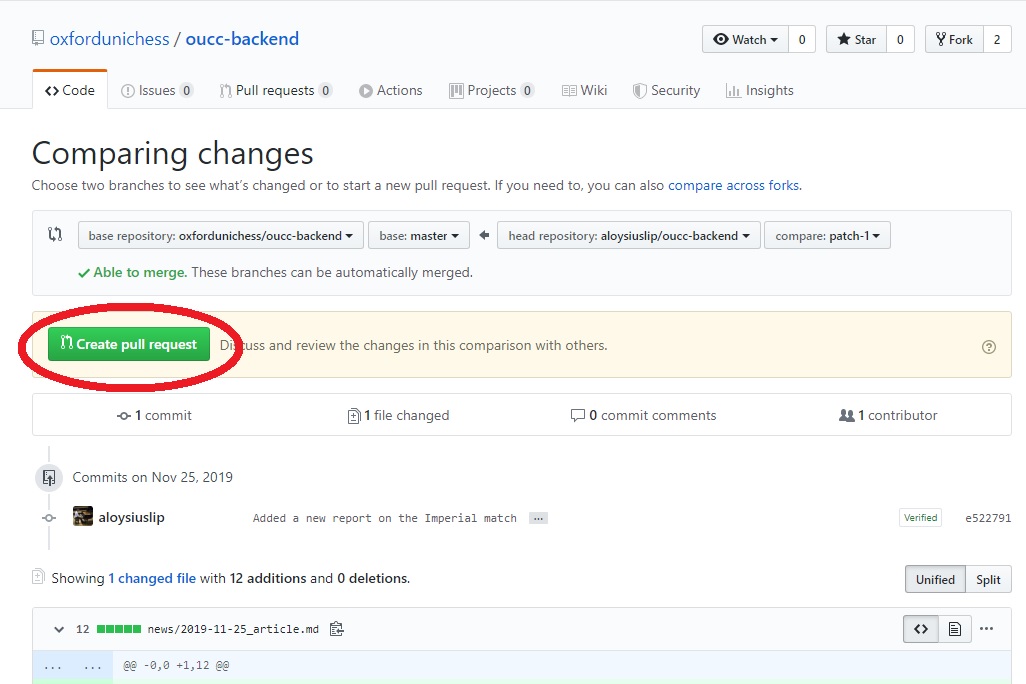 oxfordunichess / oucc-backend
Watch 0 Star 0 Fork 2
Code Issues 0 Pull requests 0 Actions Projects 0 Wiki Security Insights
Comparing changes
Choose two branches to see what's changed or to start a new pull request. If you need to, you can also compare across forks.
base repository: oxfordunichess/oucc-backend base: master head repository: aloysiuslip/oucc-backend compare: patch-1
Able to merge. These branches can be automatically merged.
Create pull request Discuss and review the changes in this comparison with others.
1 commit 1 file changed 0 commit comments 1 contributor
Commits on Nov 25, 2019
aloysiuslip Added a new report on the Imperial match ... Verified e522791
Showing 1 changed file with 12 additions and 0 deletions. Unified Split
12 news/2019-11-25_article.md
... ... @@ -0,0 +1,12 @@